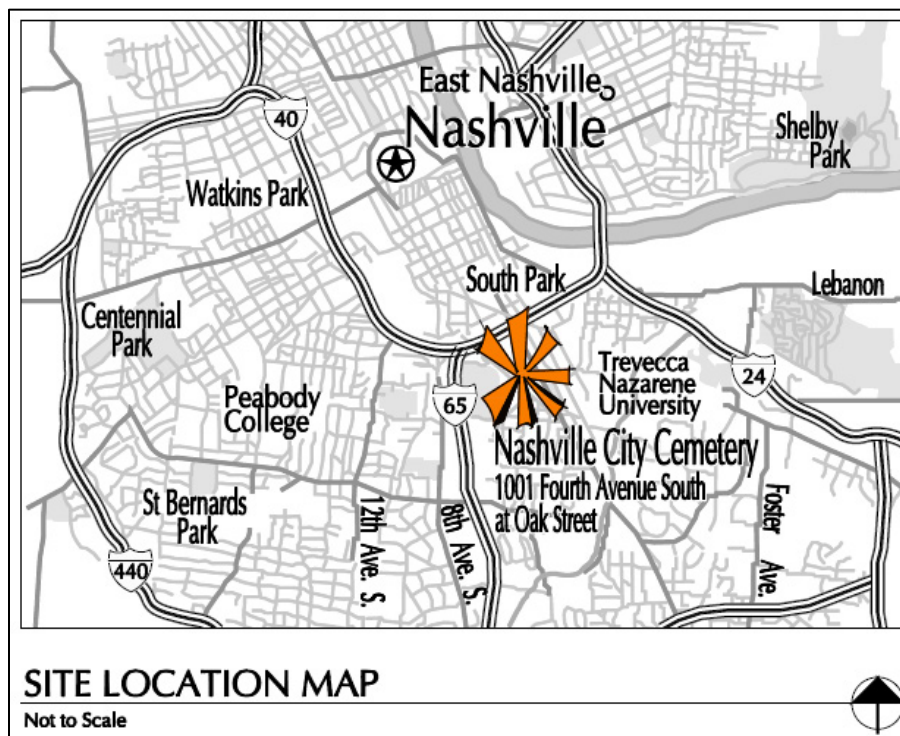 East Nashville
Nashville
40
Shelby
Park
Watkins Park
South Park
Lebanon
Centennial
Park
Trevecca
Nazarene
University
24
Peabody
College
65
Nashville City Cemetery
1001 Fourth Avenue South
at Oak Street
St Bernards
Park
12th Ave. S.
8th Ave. S.
Foster Ave.
440
SITE LOCATION MAP
Not to Scale